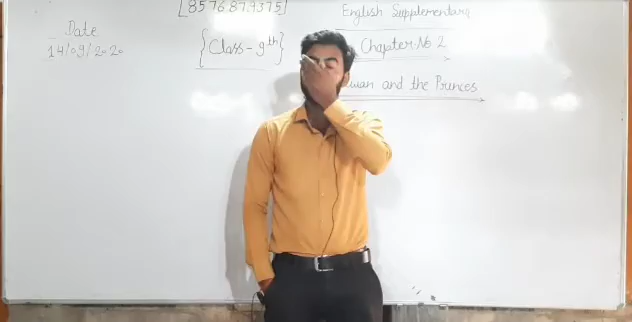 [8576879375]
English Supplementary
Date
14/09/2020
{Class-9th}
Chapter No 2
and the Princes